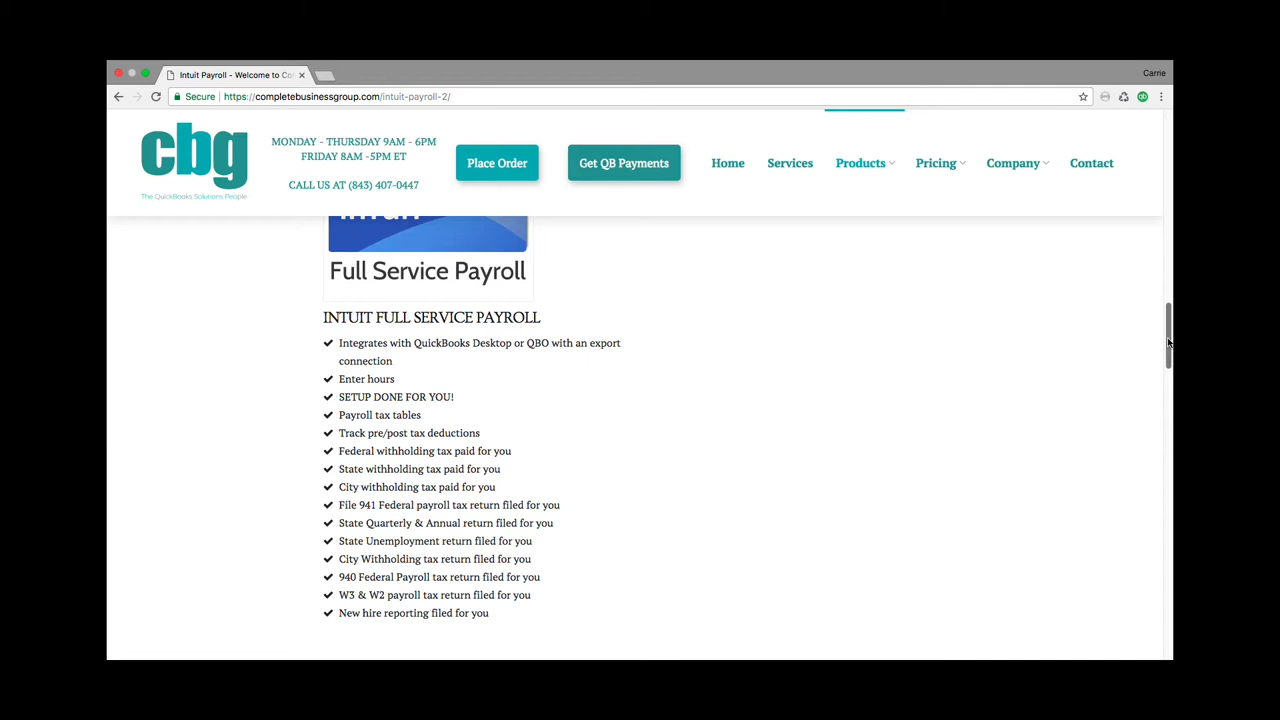 Intuit Payroll - Welcome to Co
Carrie
Secure | https://completebusinessgroup.com/intuit-payroll-2/
cbg
The QuickBooks Solutions People
MONDAY - THURSDAY 9AM - 6PM
FRIDAY 8AM -5PM ET
CALL US AT (843) 407-0447
Place Order
Get QB Payments
Home
Services
Products
Pricing
Company
Contact
Full Service Payroll
INTUIT FULL SERVICE PAYROLL
Integrates with QuickBooks Desktop or QBO with an export
connection
Enter hours
SETUP DONE FOR YOU!
Payroll tax tables
Track pre/post tax deductions
Federal withholding tax paid for you
State withholding tax paid for you
City withholding tax paid for you
File 941 Federal payroll tax return filed for you
State Quarterly & Annual return filed for you
State Unemployment return filed for you
City Withholding tax return filed for you
940 Federal Payroll tax return filed for you
W3 & W2 payroll tax return filed for you
New hire reporting filed for you